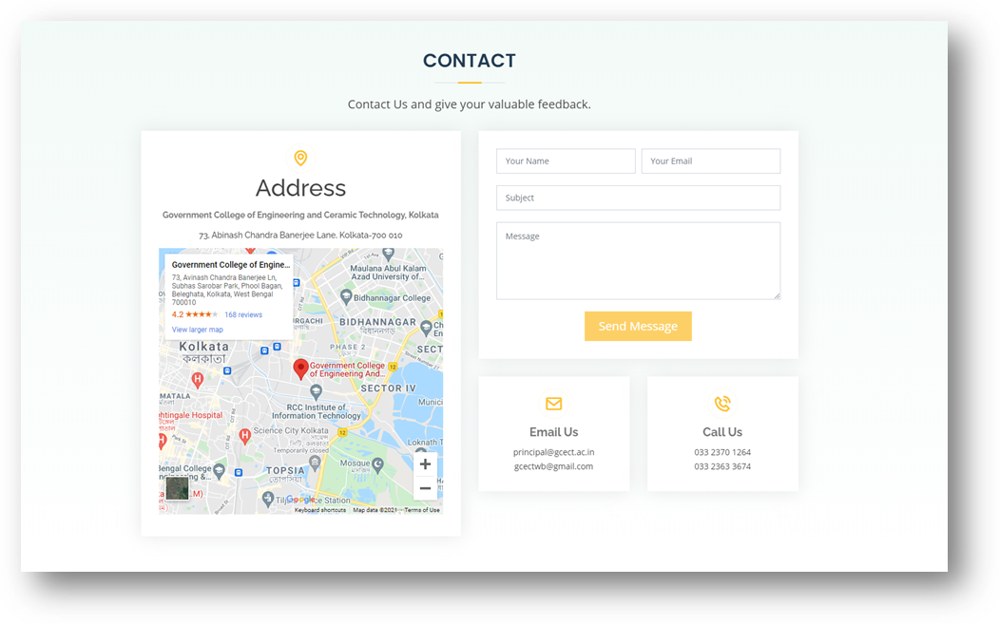 CONTACT
Contact Us and give your valuable feedback.
Address
Government College of Engineering and Ceramic Technology, Kolkata
73, Abinash Chandra Banerjee Lane, Kolkata-700 010
Government College of Engine...
73, Avinash Chandra Banerjee Ln,
Subhas Sarobar Park, Phool Bagan,
Beleghata, Kolkata, West Bengal
700010
4.2 168 reviews
View larger map
Maulana Abul Kalam
Azad University of...
Bidhannagar College
BIDHANNAGAR
বিধাননগর
PHASE 2
SECT
Kolkata
কলকাতা
Government College
of Engineering And...
12
SECTOR IV
MATALA
RCC Institute of
Information Technology
Munici
htingale Hospital
Science City Kolkata
Temporarily closed
12
Loknath T
Mosque
Bengal College
TOPSIA
Google
Keyboard shortcuts Map data ©2021 Terms of Use
Your Name
Your Email
Subject
Message
Send Message
Email Us
principal@gcect.ac.in
gcectwb@gmail.com
Call Us
033 2370 1264
033 2363 3674